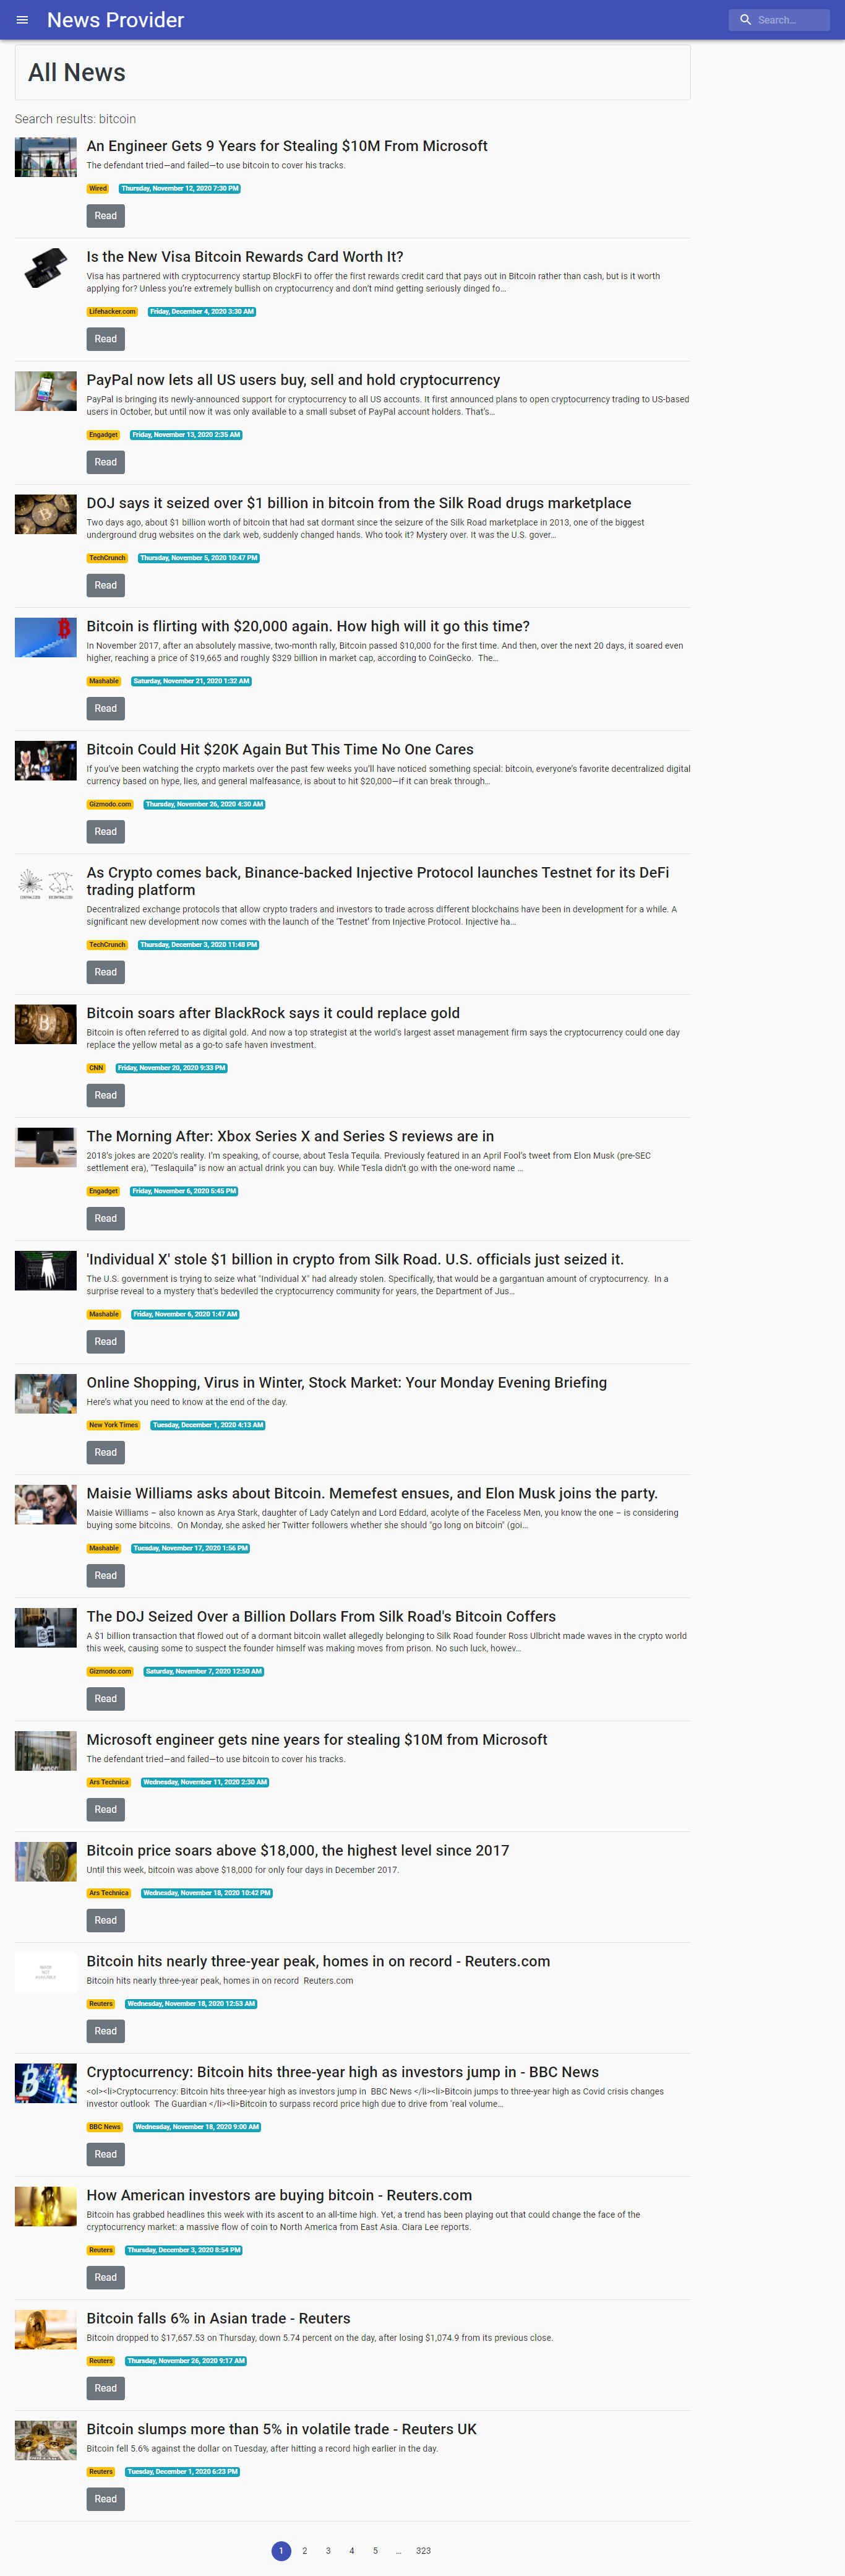 News Provider
Search...
All News
Search results: bitcoin
An Engineer Gets 9 Years for Stealing $10M From Microsoft
The defendant tried—and failed—to use bitcoin to cover his tracks.
Wired Thursday, November 12, 2020 7:30 PM
Read
Is the New Visa Bitcoin Rewards Card Worth It?
Visa has partnered with cryptocurrency startup BlockFi to offer the first rewards credit card that pays out in Bitcoin rather than cash, but is it worth
applying for? Unless you're extremely bullish on cryptocurrency and don't mind getting seriously dinged fo…
Lifehacker.com Friday, December 4, 2020 3:30 AM
Read
PayPal now lets all US users buy, sell and hold cryptocurrency
PayPal is bringing its newly-announced support for cryptocurrency to all US accounts. It first announced plans to open cryptocurrency trading to US-based
users in October, but until now it was only available to a small subset of PayPal account holders. That's…
Engadget Friday, November 13, 2020 2:35 AM
Read
DOJ says it seized over $1 billion in bitcoin from the Silk Road drugs marketplace
Two days ago, about $1 billion worth of bitcoin that had sat dormant since the seizure of the Silk Road marketplace in 2013, one of the biggest
underground drug websites on the dark web, suddenly changed hands. Who took it? Mystery over. It was the U.S. gover…
TechCrunch Thursday, November 5, 2020 10:47 PM
Read
Bitcoin is flirting with $20,000 again. How high will it go this time?
In November 2017, after an absolutely massive, two-month rally, Bitcoin passed $10,000 for the first time. And then, over the next 20 days, it soared even
higher, reaching a price of $19,665 and roughly $329 billion in market cap, according to CoinGecko. The…
Mashable Saturday, November 21, 2020 1:32 AM
Read
Bitcoin Could Hit $20K Again But This Time No One Cares
If you've been watching the crypto markets over the past few weeks you'll have noticed something special: bitcoin, everyone's favorite decentralized digital
currency based on hype, lies, and general malfeasance, is about to hit $20,000—if it can break through…
Gizmodo.com Thursday, November 26, 2020 4:30 AM
Read
As Crypto comes back, Binance-backed Injective Protocol launches Testnet for its DeFi
trading platform
Decentralized exchange protocols that allow crypto traders and investors to trade across different blockchains have been in development for a while. A
significant new development now comes with the launch of the 'Testnet' from Injective Protocol. Injective ha…
TechCrunch Thursday, December 3, 2020 11:48 PM
Read
Bitcoin soars after BlackRock says it could replace gold
Bitcoin is often referred to as digital gold. And now a top strategist at the world's largest asset management firm says the cryptocurrency could one day
replace the yellow metal as a go-to safe haven investment.
CNN Friday, November 20, 2020 9:33 PM
Read
The Morning After: Xbox Series X and Series S reviews are in
2018's jokes are 2020's reality. I'm speaking, of course, about Tesla Tequila. Previously featured in an April Fool's tweet from Elon Musk (pre-SEC
settlement era), "Teslaquila" is now an actual drink you can buy. While Tesla didn't go with the one-word name …
Engadget Friday, November 6, 2020 5:45 PM
Read
'Individual X' stole $1 billion in crypto from Silk Road. U.S. officials just seized it.
The U.S. government is trying to seize what "Individual X" had already stolen. Specifically, that would be a gargantuan amount of cryptocurrency. In a
surprise reveal to a mystery that's bedeviled the cryptocurrency community for years, the Department of Jus…
Mashable Friday, November 6, 2020 1:47 AM
Read
Online Shopping, Virus in Winter, Stock Market: Your Monday Evening Briefing
Here's what you need to know at the end of the day.
New York Times Tuesday, December 1, 2020 4:13 AM
Read
Maisie Williams asks about Bitcoin. Memefest ensues, and Elon Musk joins the party.
Maisie Williams – also known as Arya Stark, daughter of Lady Catelyn and Lord Eddard, acolyte of the Faceless Men, you know the one – is considering
buying some bitcoins. On Monday, she asked her Twitter followers whether she should "go long on bitcoin" (goi…
Mashable Tuesday, November 17, 2020 1:56 PM
Read
The DOJ Seized Over a Billion Dollars From Silk Road's Bitcoin Coffers
A $1 billion transaction that flowed out of a dormant bitcoin wallet allegedly belonging to Silk Road founder Ross Ulbricht made waves in the crypto world
this week, causing some to suspect the founder himself was making moves from prison. No such luck, howev…
Gizmodo.com Saturday, November 7, 2020 12:50 AM
Read
Microsoft engineer gets nine years for stealing $10M from Microsoft
The defendant tried—and failed—to use bitcoin to cover his tracks.
Ars Technica Wednesday, November 11, 2020 2:30 AM
Read
Bitcoin price soars above $18,000, the highest level since 2017
Until this week, bitcoin was above $18,000 for only four days in December 2017.
Ars Technica Wednesday, November 18, 2020 10:42 PM
Read
IMAGE
NOT
AVAILABLE
Bitcoin hits nearly three-year peak, homes in on record - Reuters.com
Bitcoin hits nearly three-year peak, homes in on record Reuters.com
Reuters Wednesday, November 18, 2020 12:53 AM
Read
Cryptocurrency: Bitcoin hits three-year high as investors jump in - BBC News
<ol><li>Cryptocurrency: Bitcoin hits three-year high as investors jump in BBC News </li><li>Bitcoin jumps to three-year high as Covid crisis changes
investor outlook The Guardian </li><li>Bitcoin to surpass record price high due to drive from 'real volume…
BBC News Wednesday, November 18, 2020 9:00 AM
Read
How American investors are buying bitcoin - Reuters.com
Bitcoin has grabbed headlines this week with its ascent to an all-time high. Yet, a trend has been playing out that could change the face of the
cryptocurrency market: a massive flow of coin to North America from East Asia. Ciara Lee reports.
Reuters Thursday, December 3, 2020 8:54 PM
Read
Bitcoin falls 6% in Asian trade - Reuters
Bitcoin dropped to $17,657.53 on Thursday, down 5.74 percent on the day, after losing $1,074.9 from its previous close.
Reuters Thursday, November 26, 2020 9:17 AM
Read
Bitcoin slumps more than 5% in volatile trade - Reuters UK
Bitcoin fell 5.6% against the dollar on Tuesday, after hitting a record high earlier in the day.
Reuters Tuesday, December 1, 2020 6:23 PM
Read
1 2 3 4 5 … 323